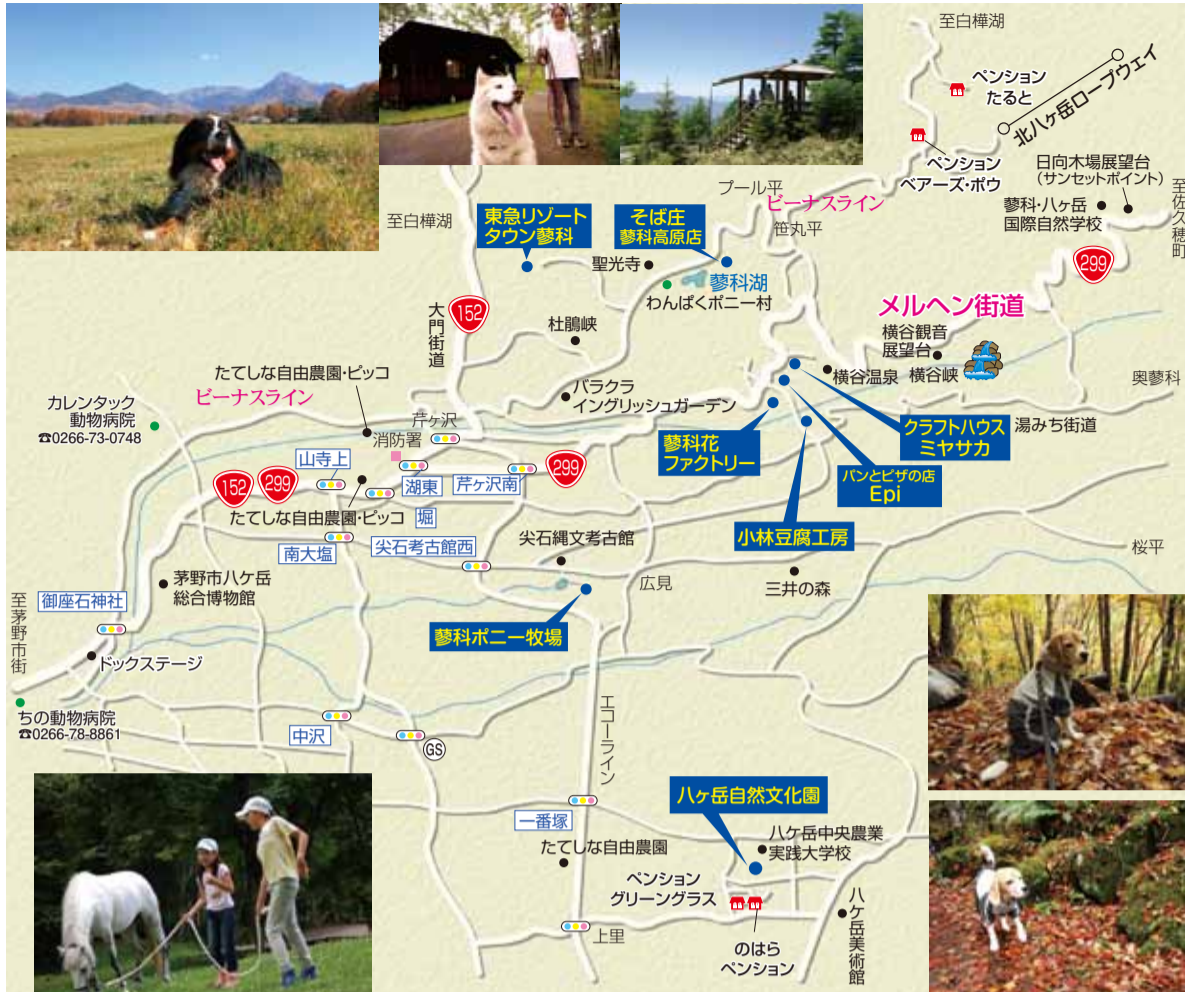 至白樺湖
ペンション
たると
北八ヶ岳ロープウェイ
ペンション
ベアーズ・ポウ
日向木場展望台
(サンセットポイント)
蓼科・八ヶ岳
国際自然学校
至佐久穂町
299
プール平
ビーナスライン
笹丸平
至白樺湖
東急リゾート
タウン蓼科
そば庄
蓼科高原店
聖光寺
蓼科湖
わんぱくポニー村
メルヘン街道
152
大門街道
杜鵑峡
横谷観音
展望台
横谷峡
横谷温泉
奥蓼科
たてしな自由農園・ピッコ
ビーナスライン
カレンタック
動物病院
☎0266-73-0748
バラクラ
イングリッシュガーデン
芹ヶ沢
消防署
蓼科花
ファクトリー
クラフトハウス
ミヤサカ
湯みち街道
山寺上
152
299
湖東
芹ヶ沢南
299
パンとピザの店
Epi
たてしな自由農園・ピッコ
堀
小林豆腐工房
南大塩
尖石考古館西
尖石縄文考古館
桜平
茅野市八ケ岳
総合博物館
広見
三井の森
至茅野市街
御座石神社
蓼科ポニー牧場
ドックステージ
ちの動物病院
☎0266-78-8861
中沢
GS
エコーライン
八ヶ岳自然文化園
一番塚
たてしな自由農園
八ケ岳中央農業
実践大学校
ペンション
グリーングラス
上里
のはら
ペンション
八ケ岳美術館